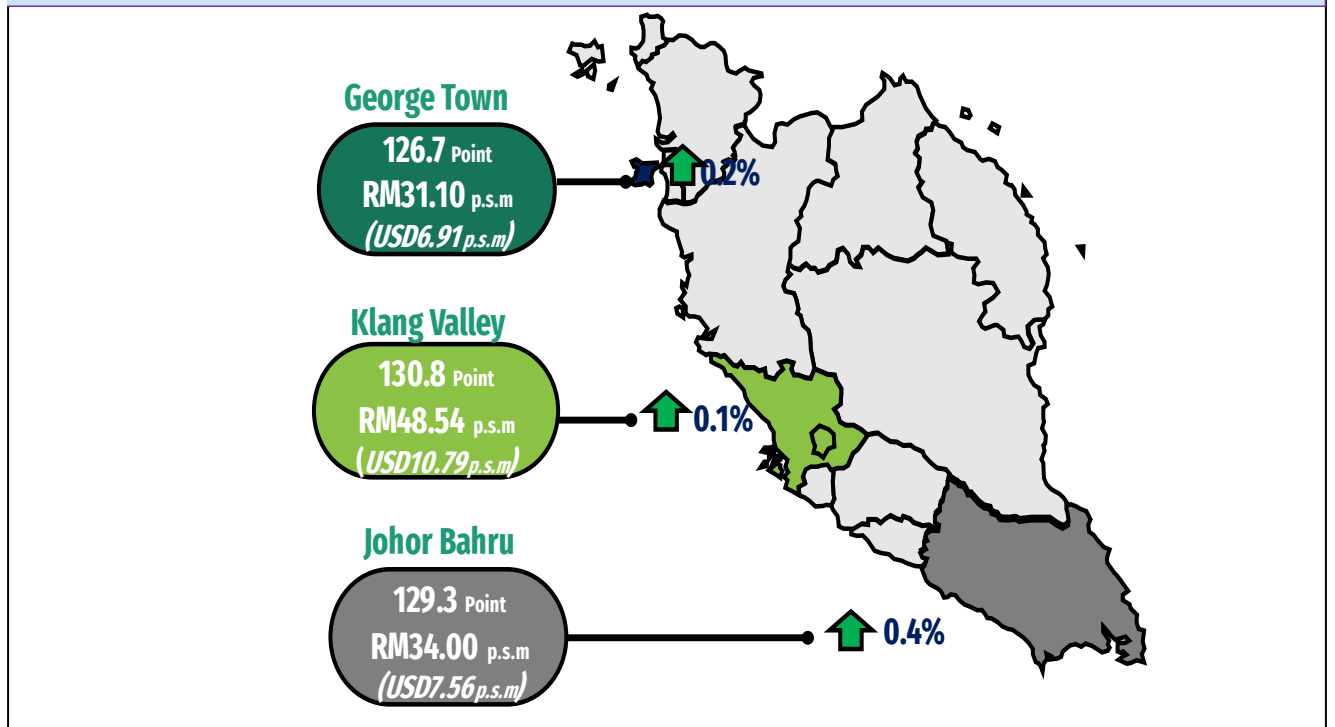 George Town
126.7 Point
RM31.10 p.s.m
(USD6.91 p.s.m)
0.2%
Klang Valley
130.8 Point
RM48.54 p.s.m
(USD10.79 p.s.m)
0.1%
Johor Bahru
129.3 Point
RM34.00 p.s.m
(USD7.56 p.s.m)
0.4%